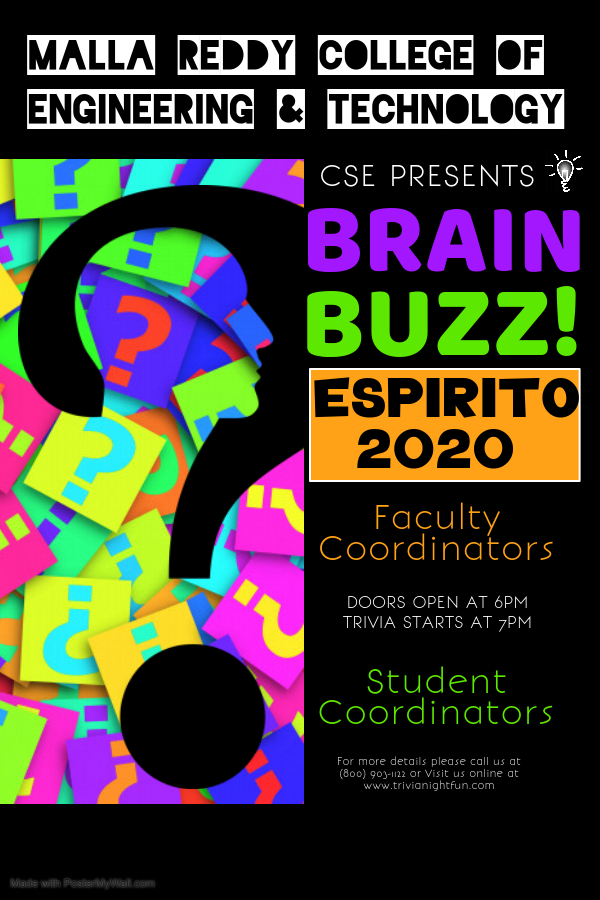 MALLA REDDY COLLEGE OF
ENGINEERING & TECHNOLOGY
CSE PRESENTS
BRAIN
BUZZ!
ESPIRITO
2020
Faculty
Coordinators
DOORS OPEN AT 6PM
TRIVIA STARTS AT 7PM
Student
Coordinators
For more details please call us at
(800) 903-1122 or Visit us online at
www.trivianightfun.com
Made with PosterMyWall.com